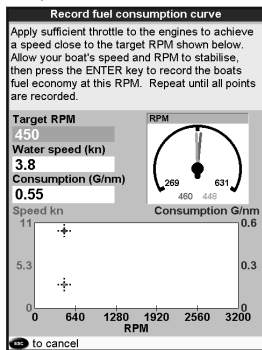 Record fuel consumption curve
Apply sufficient throttle to the engines to achieve
a speed close to the target RPM shown below.
Allow your boat's speed and RPM to stabilise,
then press the ENTER key to record the boats
fuel economy at this RPM. Repeat until all points
are recorded.
Target RPM
450
Water speed (kn)
3.8
Consumption (G/nm)
0.55
RPM
269
631
460
448
Speed kn
Consumption G/nm
11
0.6
5.3
0.3
0
0
0 640 1280 1920 2560 3200
RPM
ESC to cancel